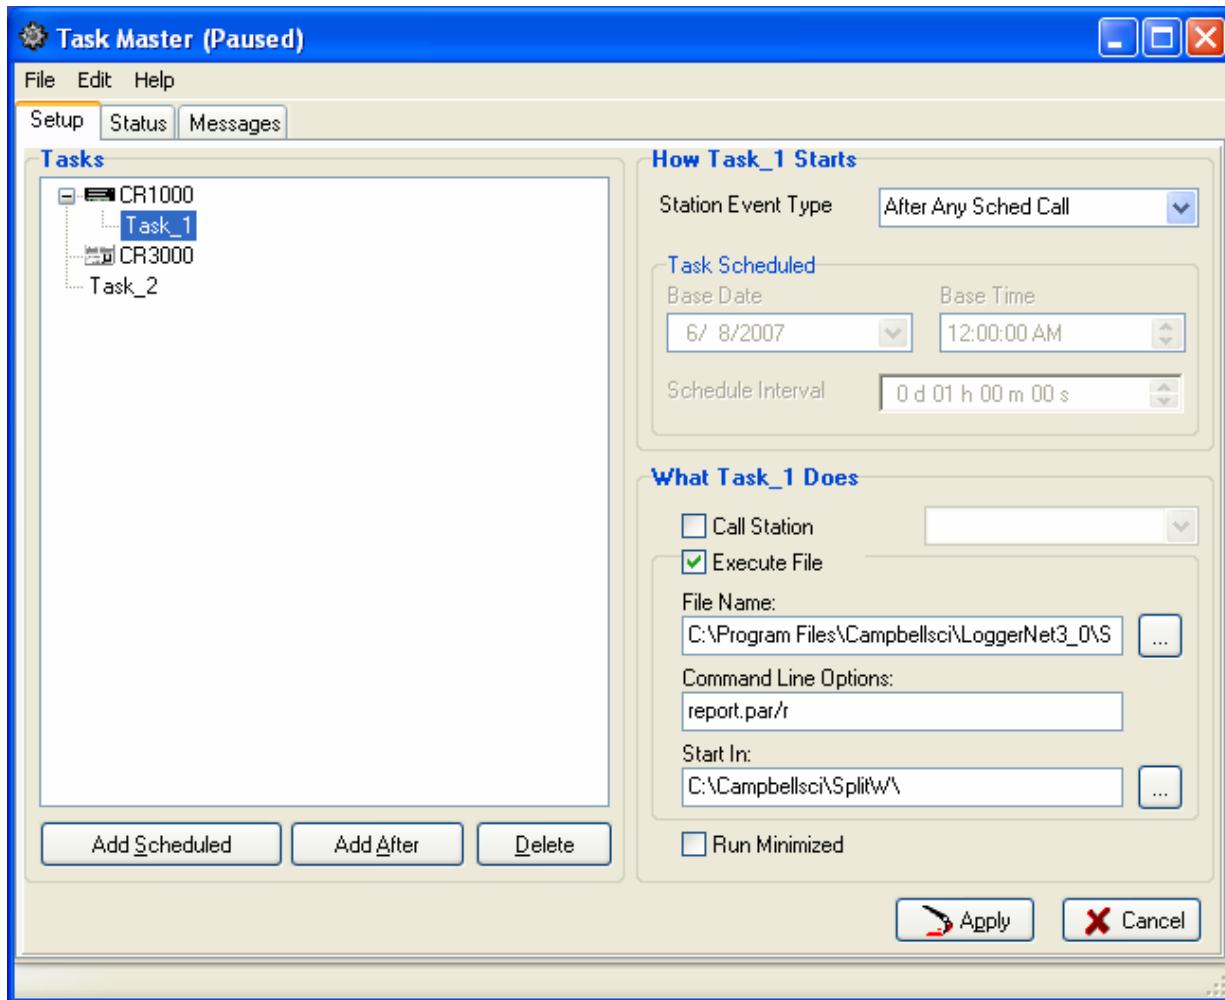 Task Master (Paused)
File Edit Help
Setup Status Messages
Tasks
CR1000
Task_1
CR3000
Task_2
Add Scheduled Add After Delete
How Task_1 Starts
Station Event Type After Any Sched Call
Task Scheduled
Base Date Base Time
6/ 8/2007 12:00:00 AM
Schedule Interval 0 d 01 h 00 m 00 s
What Task_1 Does
Call Station
Execute File
File Name:
C:\Program Files\Campbellsci\LoggerNet3_0\S ...
Command Line Options:
report.par/r
Start In:
C:\Campbellsci\SplitW\ ...
Run Minimized
Apply Cancel